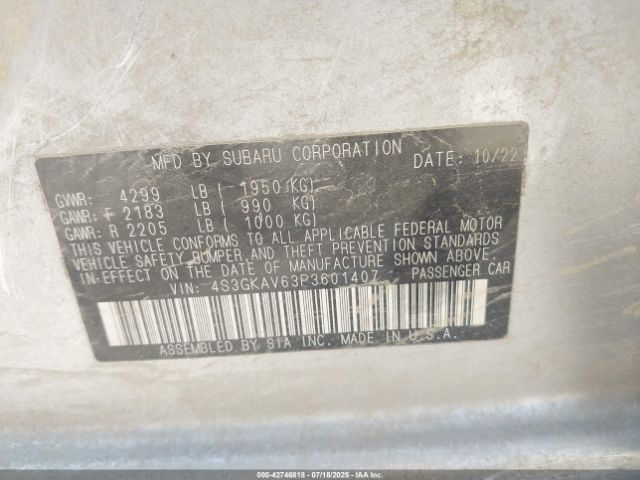 MFD BY SUBARU CORPORATION DATE: 10/22
GVWR: 4299 LB ( 1950 KG)
GAWR: F 2183 LB ( 990 KG)
GAWR: R 2205 LB ( 1000 KG)
THIS VEHICLE CONFORMS TO ALL APPLICABLE FEDERAL MOTOR
VEHICLE SAFETY, BUMPER, AND THEFT PREVENTION STANDARDS
IN-EFFECT ON THE DATE OF MANUFACTURE SHOWN ABOVE.
VIN: 4S3GKAV63P3601407 PASSENGER CAR
ASSEMBLED BY SIA INC, MADE IN U.S.A.
000-42746818 | 07/18/2025 | IAA Inc.